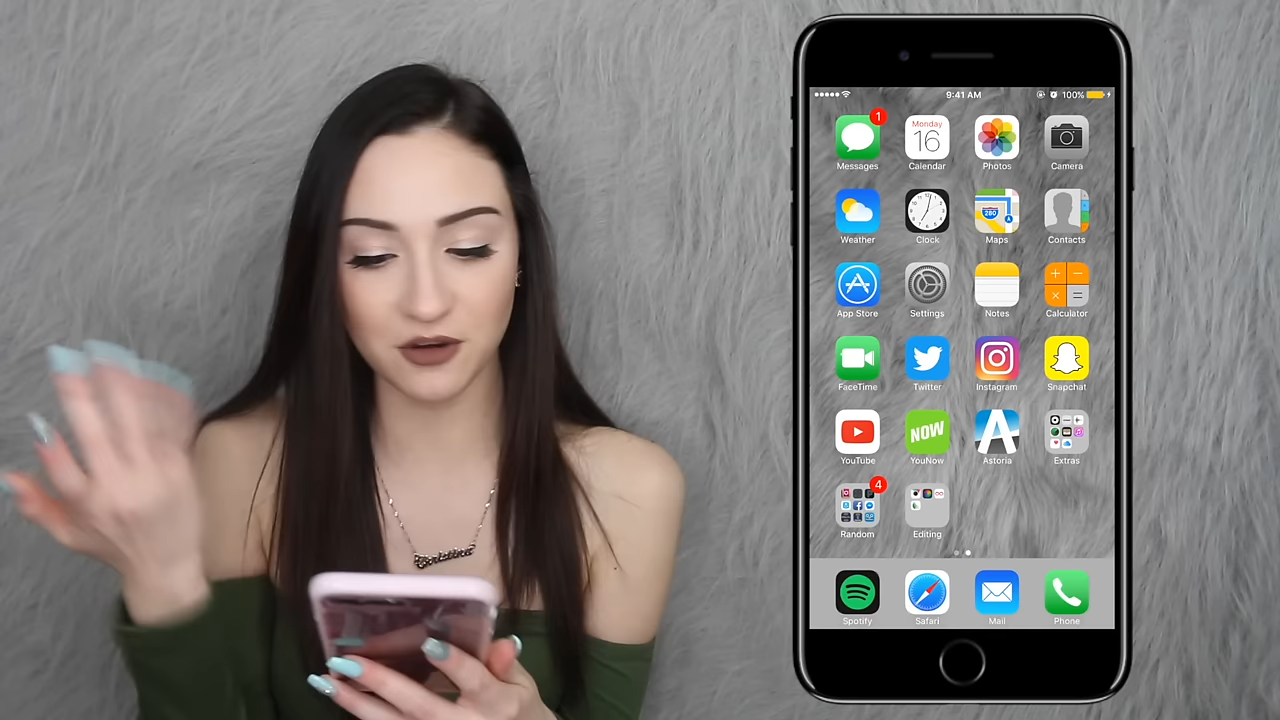 9:41 AM 100%
1
Monday
16
Messages Calendar Photos Camera
280
Weather Clock Maps Contacts
App Store Settings Notes Calculator
FaceTime Twitter Instagram Snapchat
NOW
YouTube YouNow Astoria Extras
4
Random Editing
Spotify Safari Mail Phone